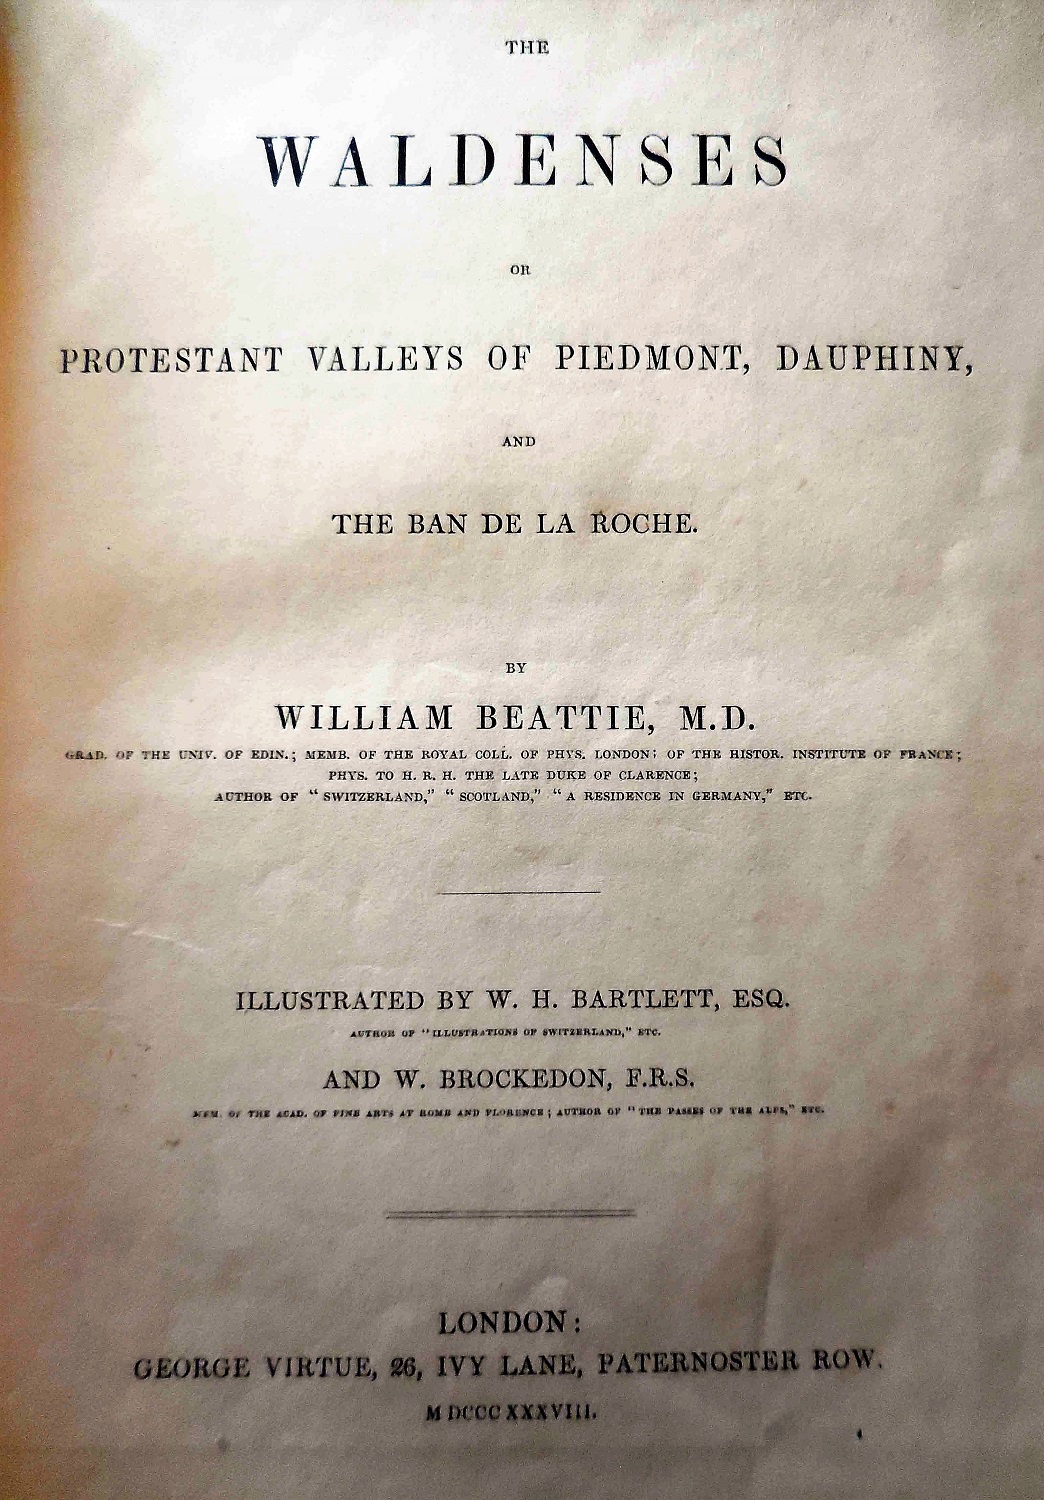 THE
WALDENSES
OR
PROTESTANT VALLEYS OF PIEDMONT, DAUPHINY,
AND
THE BAN DE LA ROCHE.
BY
WILLIAM BEATTIE, M.D.
GRAD. OF THE UNIV. OF EDIN.; MEMB. OF THE ROYAL COLL. OF PHYS. LONDON; OF THE HISTOR. INSTITUTE OF FRANCE;
PHYS. TO H. R. H. THE LATE DUKE OF CLARENCE;
AUTHOR OF "SWITZERLAND," "SCOTLAND," "A RESIDENCE IN GERMANY," ETC.
ILLUSTRATED BY W. H. BARTLETT, ESQ.
AUTHOR OF "ILLUSTRATIONS OF SWITZERLAND," ETC.
AND W. BROCKEDON, F.R.S.
MEM. OF THE ACAD. OF FINE ARTS AT ROME AND FLORENCE; AUTHOR OF "THE PASSES OF THE ALPS," ETC.
LONDON:
GEORGE VIRTUE, 26, IVY LANE, PATERNOSTER ROW.
MDCCCXXXVIII.